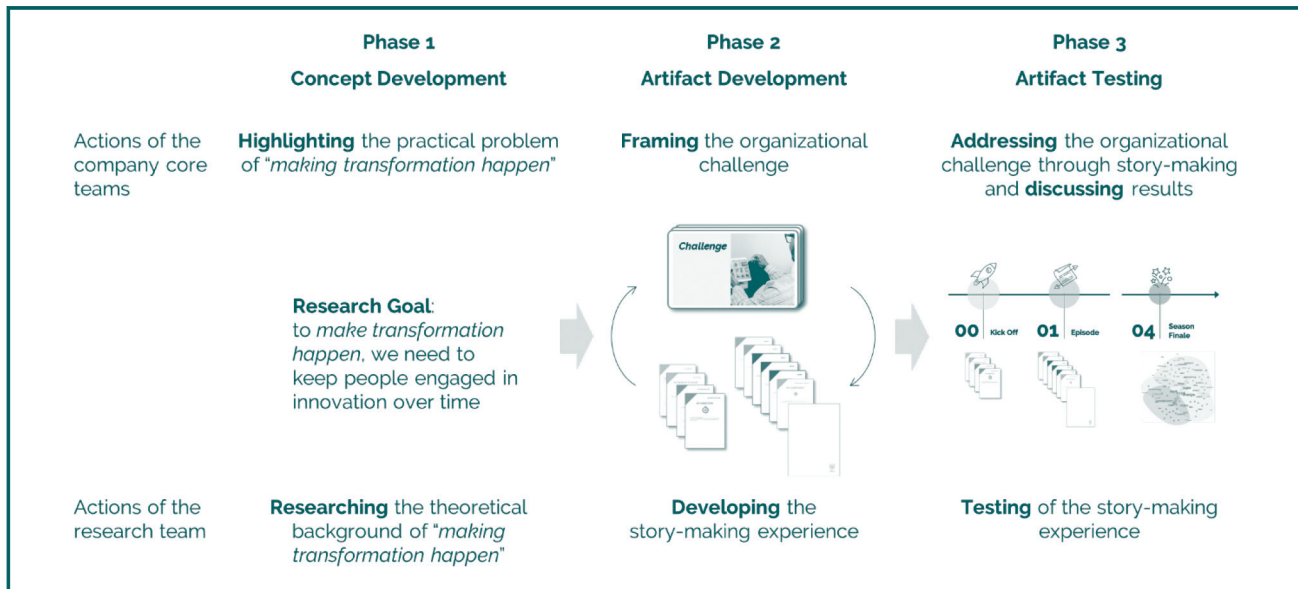 Phase 1
Concept Development
Phase 2
Artifact Development
Phase 3
Artifact Testing
Actions of the
company core
teams
Highlighting the practical problem
of “making transformation happen”
Framing the organizational
challenge
Addressing the organizational
challenge through story-making
and discussing results
Challenge
Research Goal:
to make transformation
happen, we need to
keep people engaged in
innovation over time
00 Kick Off
01 Episode
04 Season
Finale
Actions of the
research team
Researching the theoretical
background of “making
transformation happen”
Developing the
story-making experience
Testing of the story-making
experience